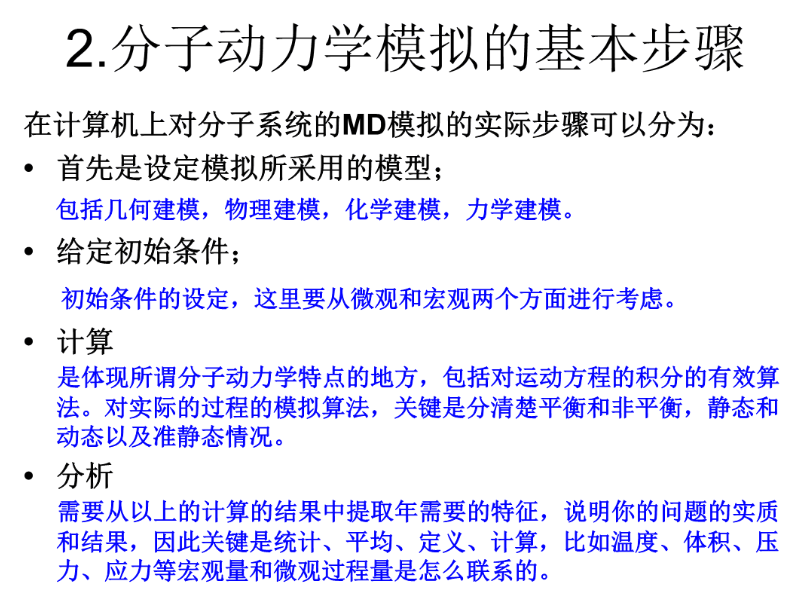 2.分子动力学模拟的基本步骤
在计算机上对分子系统的MD模拟的实际步骤可以分为：
• 首先是设定模拟所采用的模型；
包括几何建模，物理建模，化学建模，力学建模。
• 给定初始条件；
初始条件的设定，这里要从微观和宏观两个方面进行考虑。
• 计算
是体现所谓分子动力学特点的地方，包括对运动方程的积分的有效算
法。对实际的过程的模拟算法，关键是分清楚平衡和非平衡，静态和
动态以及准静态情况。
• 分析
需要从以上的计算的结果中提取年需要的特征，说明你的问题的实质
和结果，因此关键是统计、平均、定义、计算，比如温度、体积、压
力、应力等宏观量和微观过程量是怎么联系的。